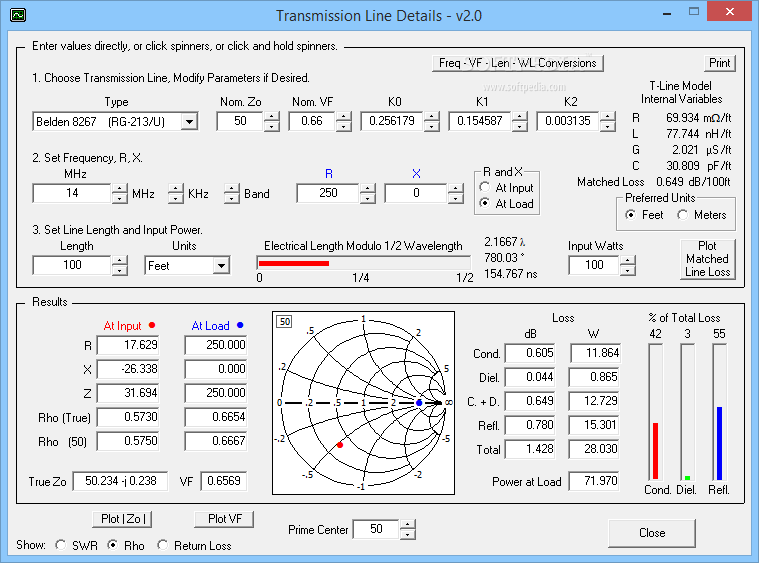 Transmission Line Details - v2.0
Enter values directly, or click spinners, or click and hold spinners.
Freq - VF - Len - WL Conversions
Print
www.softpedia.com
1. Choose Transmission Line, Modify Parameters if Desired.
Type Nom. Zo Nom. VF K0 K1 K2
Belden 8267 (RG-213/U) 50 0.66 0.256179 0.154587 0.003135
T-Line Model
Internal Variables
R 69.934 mΩ/ft
L 77.744 nH/ft
G 2.021 µS/ft
C 30.809 pF/ft
Matched Loss 0.649 dB/100ft
2. Set Frequency, R, X.
MHz R X
14 MHz KHz Band 250 0
R and X
At Input
At Load
Preferred Units
Feet Meters
3. Set Line Length and Input Power.
Length Units Electrical Length Modulo 1/2 Wavelength
100 Feet
0 1/4 1/2
2.1667 λ
780.03 °
154.767 ns
Input Watts
100
Plot
Matched
Line Loss
Results
At Input At Load
R 17.629 250.000
X -26.338 0.000
Z 31.694 250.000
Rho (True) 0.5730 0.6654
Rho (50) 0.5750 0.6667
True Zo 50.234 -j 0.238 VF 0.6569
50
1
.5 2
.2 5
0 .2 .5 1 2 5 ∞
-.2 -5
-.5 -2
-1
Loss
dB W
Cond. 0.605 11.864
Diel. 0.044 0.865
C. + D. 0.649 12.729
Refl. 0.780 15.301
Total 1.428 28.030
Power at Load 71.970
% of Total Loss
42 3 55
Cond. Diel. Refl.
Plot |Zo| Plot VF
Prime Center 50
Close
Show: SWR Rho Return Loss